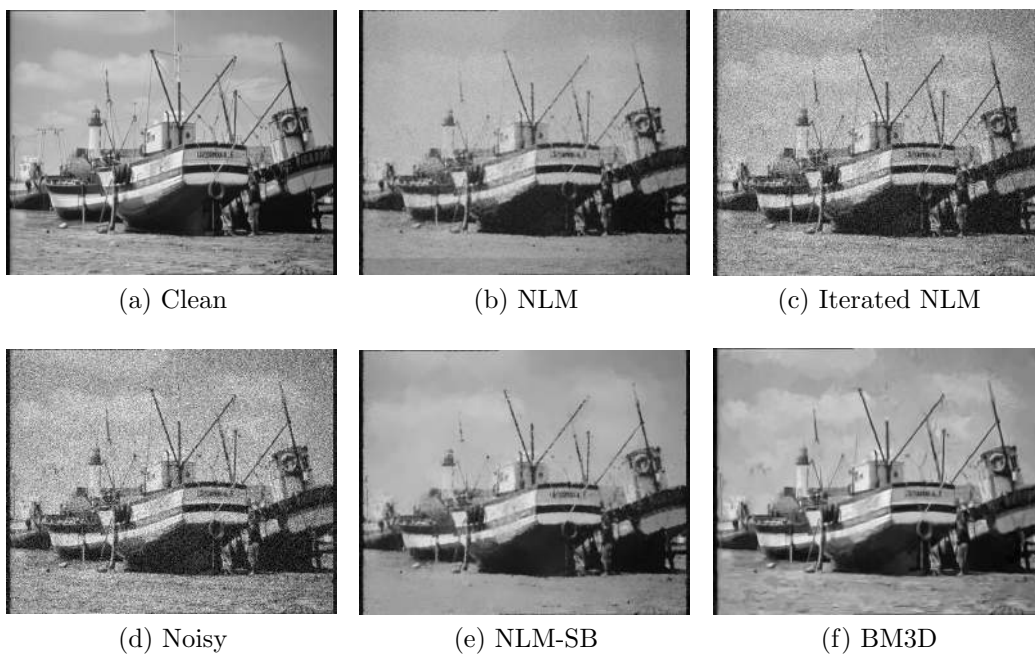 (a) Clean
(b) NLM
(c) Iterated NLM
(d) Noisy
(e) NLM-SB
(f) BM3D